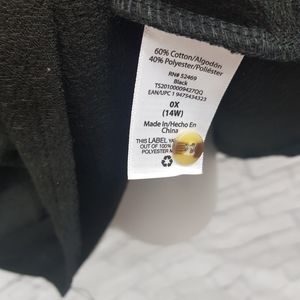 60% Cotton/Algodón
40% Polyester/Poliéster
RN# 52469
Black
TS20100009427QQ
EAN/UPC 1 9475434323
0X
(14W)
Made In/Hecho En
China
THIS LABEL
OUT OF 100%
POLYESTER